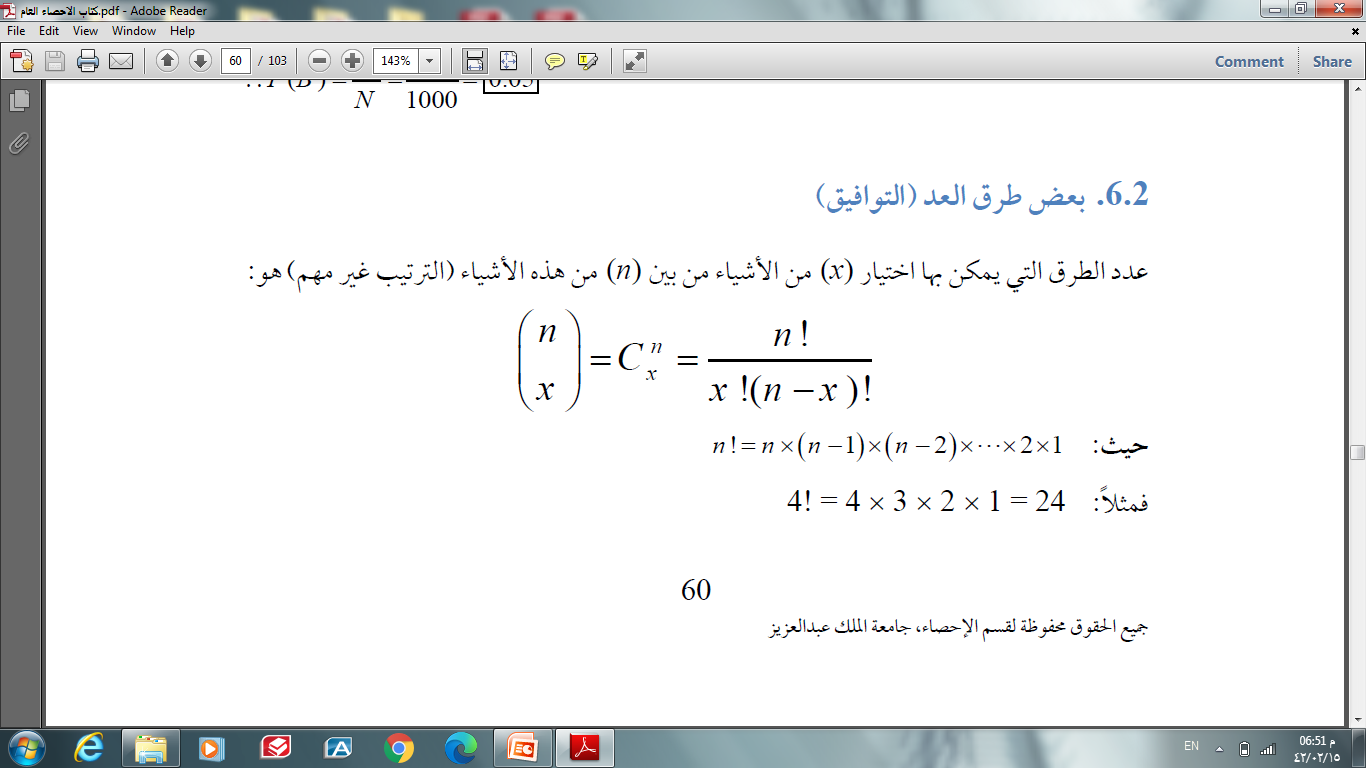 كتاب الاحصاء العام.pdf - Adobe Reader
File Edit View Window Help
60 / 103 143% Comment Share
N 1000
6.2. بعض طرق العد (التوافيق)
عدد الطرق التي يمكن بها اختيار (x) من الأشياء من بين (n) من هذه الأشياء (الترتيب غير مهم) هو:
(n x) = C x n = n ! / x !(n − x )!
حيث: n ! = n × (n − 1) × (n − 2) × ⋯ × 2 × 1
فمثلاً: 4! = 4 × 3 × 2 × 1 = 24
60
جميع الحقوق محفوظة لقسم الإحصاء، جامعة الملك عبدالعزيز
EN 06:51 م
٤٢/٠٢/١٥